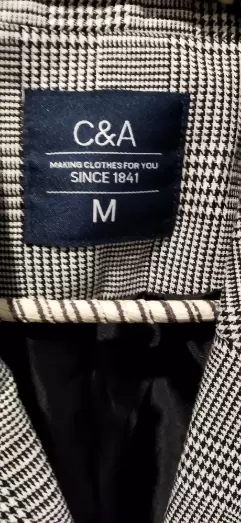 C&A
MAKING CLOTHES FOR YOU
SINCE 1841
M